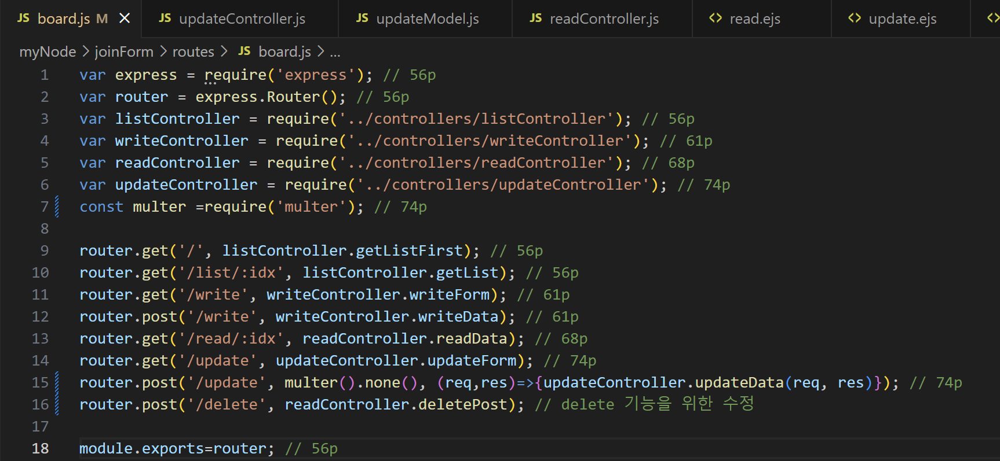 JS board.js M × JS updateController.js JS updateModel.js JS readController.js <> read.ejs <> update.ejs <>
myNode > joinForm > routes > JS board.js > ...
1 var express = require('express'); // 56p
2 var router = express.Router(); // 56p
3 var listController = require('../controllers/listController'); // 56p
4 var writeController = require('../controllers/writeController'); // 61p
5 var readController = require('../controllers/readController'); // 68p
6 var updateController = require('../controllers/updateController'); // 74p
7 const multer =require('multer'); // 74p
8
9 router.get('/', listController.getListFirst); // 56p
10 router.get('/list/:idx', listController.getList); // 56p
11 router.get('/write', writeController.writeForm); // 61p
12 router.post('/write', writeController.writeData); // 61p
13 router.get('/read/:idx', readController.readData); // 68p
14 router.get('/update', updateController.updateForm); // 74p
15 router.post('/update', multer().none(), (req,res)=>{updateController.updateData(req, res)}); // 74p
16 router.post('/delete', readController.deletePost); // delete 기능을 위한 수정
17
18 module.exports=router; // 56p